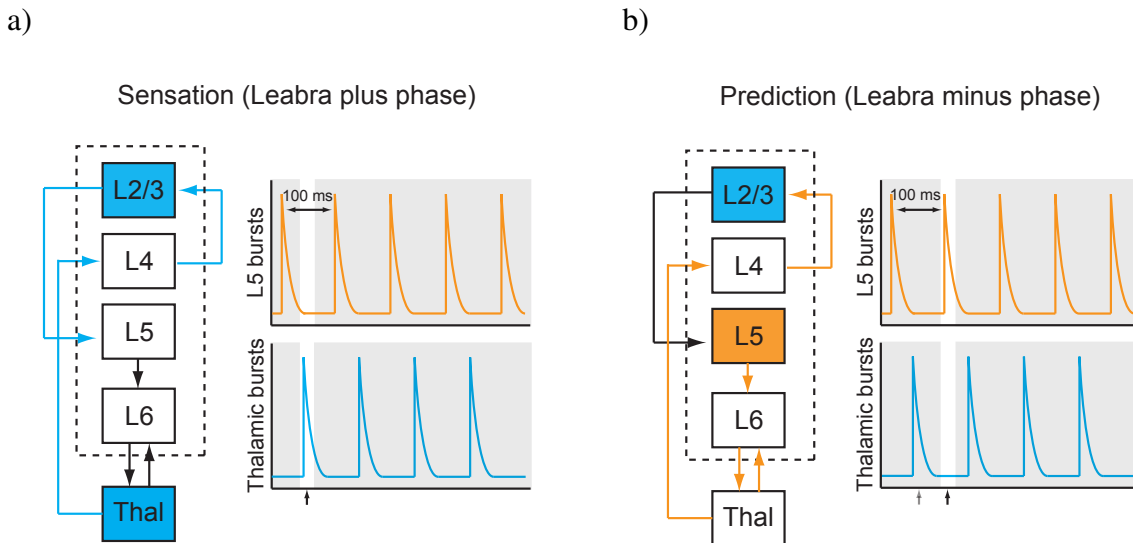 a)
Sensation (Leabra plus phase)
L2/3
L4
L5
L6
Thal
100 ms
L5 bursts
Thalamic bursts
b)
Prediction (Leabra minus phase)
L2/3
L4
L5
L6
Thal
100 ms
L5 bursts
Thalamic bursts